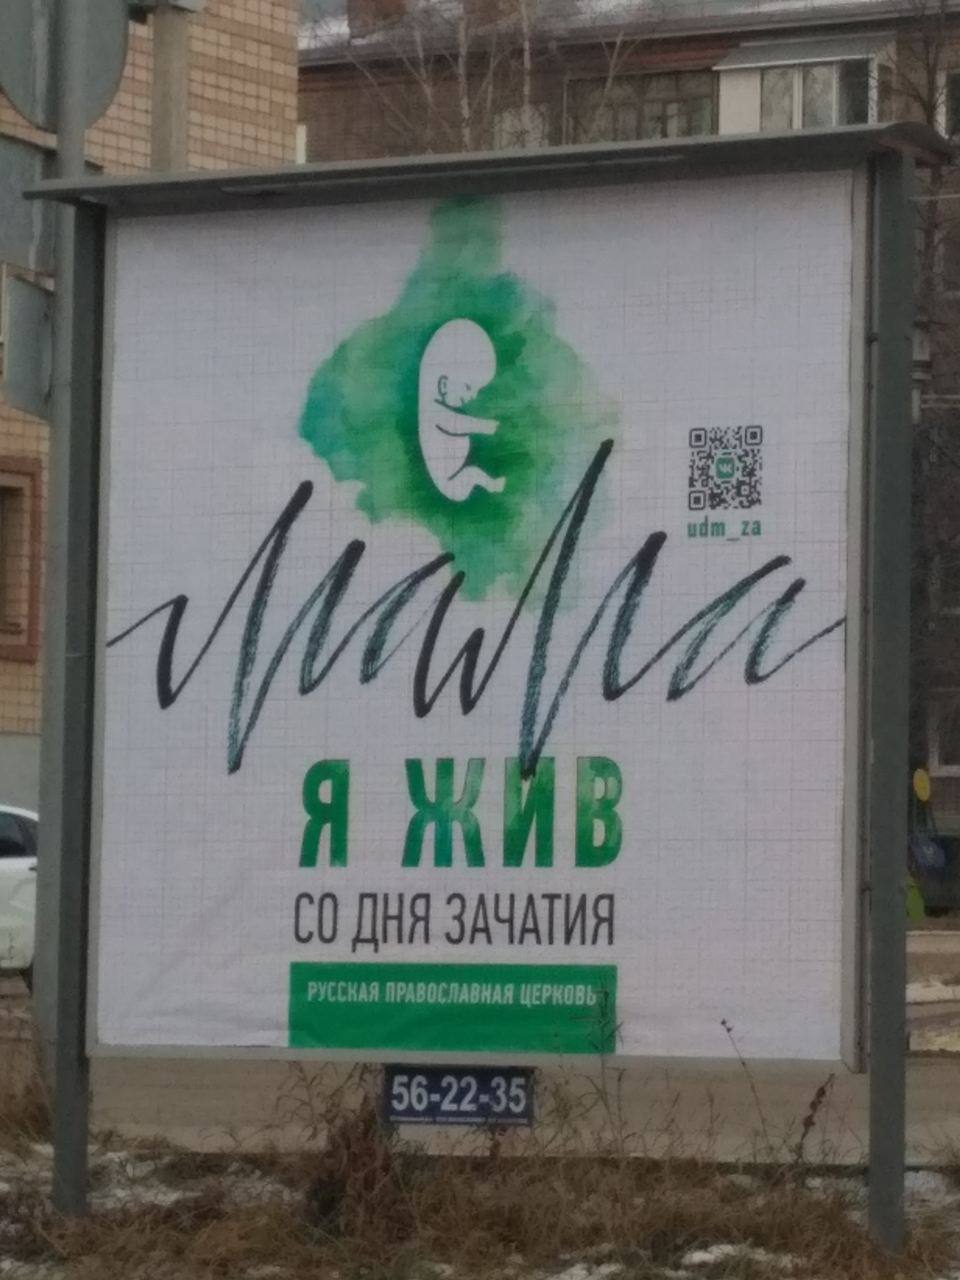 udm_za
мама
Я ЖИВ
СО ДНЯ ЗАЧАТИЯ
РУССКАЯ ПРАВОСЛАВНАЯ ЦЕРКОВЬ
56-22-35